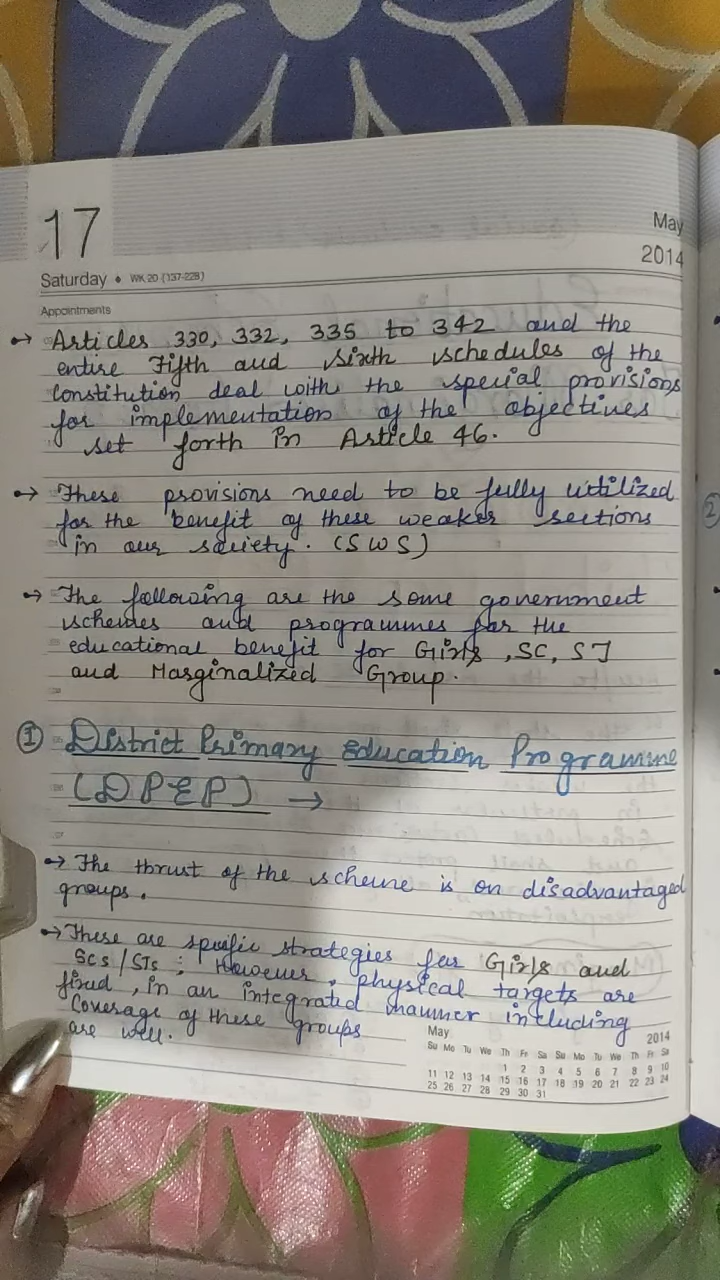 17
May
2014
Saturday ♦ WK 20 (137-228)
Appointments
→ Articles 330, 332, 335 to 342 and the
entire Fifth and sixth schedules of the
Constitution deal with the special provisions
for implementation of the objectives
set forth in Article 46.
→ These provisions need to be fully utilized
for the benefit of these weaker sections
in our society. (SWS)
→ The following are the some government
schemes and programmes for the
educational benefit for Girls, SC, ST
and Marginalized Group.
① District Primary Education Programme
(DPEP) →
→ The thrust of the scheme is on disadvantaged
groups.
→ These are specific strategies for Girls and
SCs/STs; However, physical targets are
fixed, in an integrated manner including
Coverage of these groups
are well.
May 2014
Su Mo Tu We Th Fr Sa Su Mo Tu We Th Fr Sa
1 2 3 4 5 6 7 8 9 10
11 12 13 14 15 16 17 18 19 20 21 22 23 24
25 26 27 28 29 30 31
②